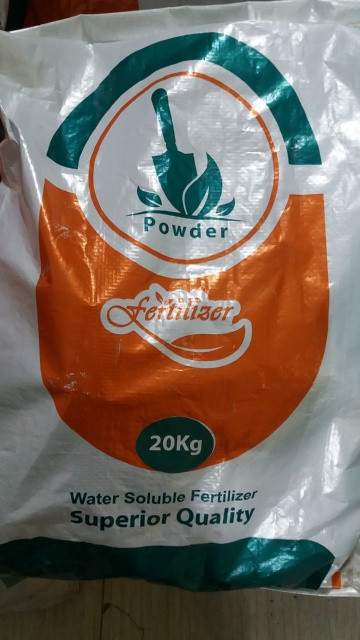 Powder
Fertilizer
20Kg
Water Soluble Fertilizer
Superior Quality